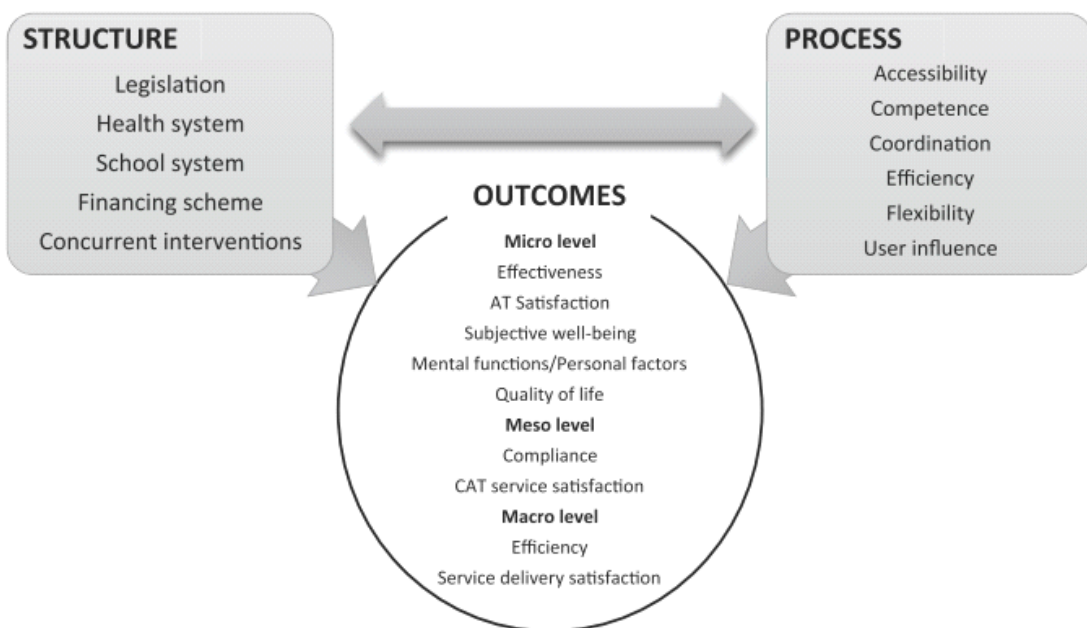 STRUCTURE
Legislation
Health system
School system
Financing scheme
Concurrent interventions
PROCESS
Accessibility
Competence
Coordination
Efficiency
Flexibility
User influence
OUTCOMES
Micro level
Effectiveness
AT Satisfaction
Subjective well-being
Mental functions/Personal factors
Quality of life
Meso level
Compliance
CAT service satisfaction
Macro level
Efficiency
Service delivery satisfaction